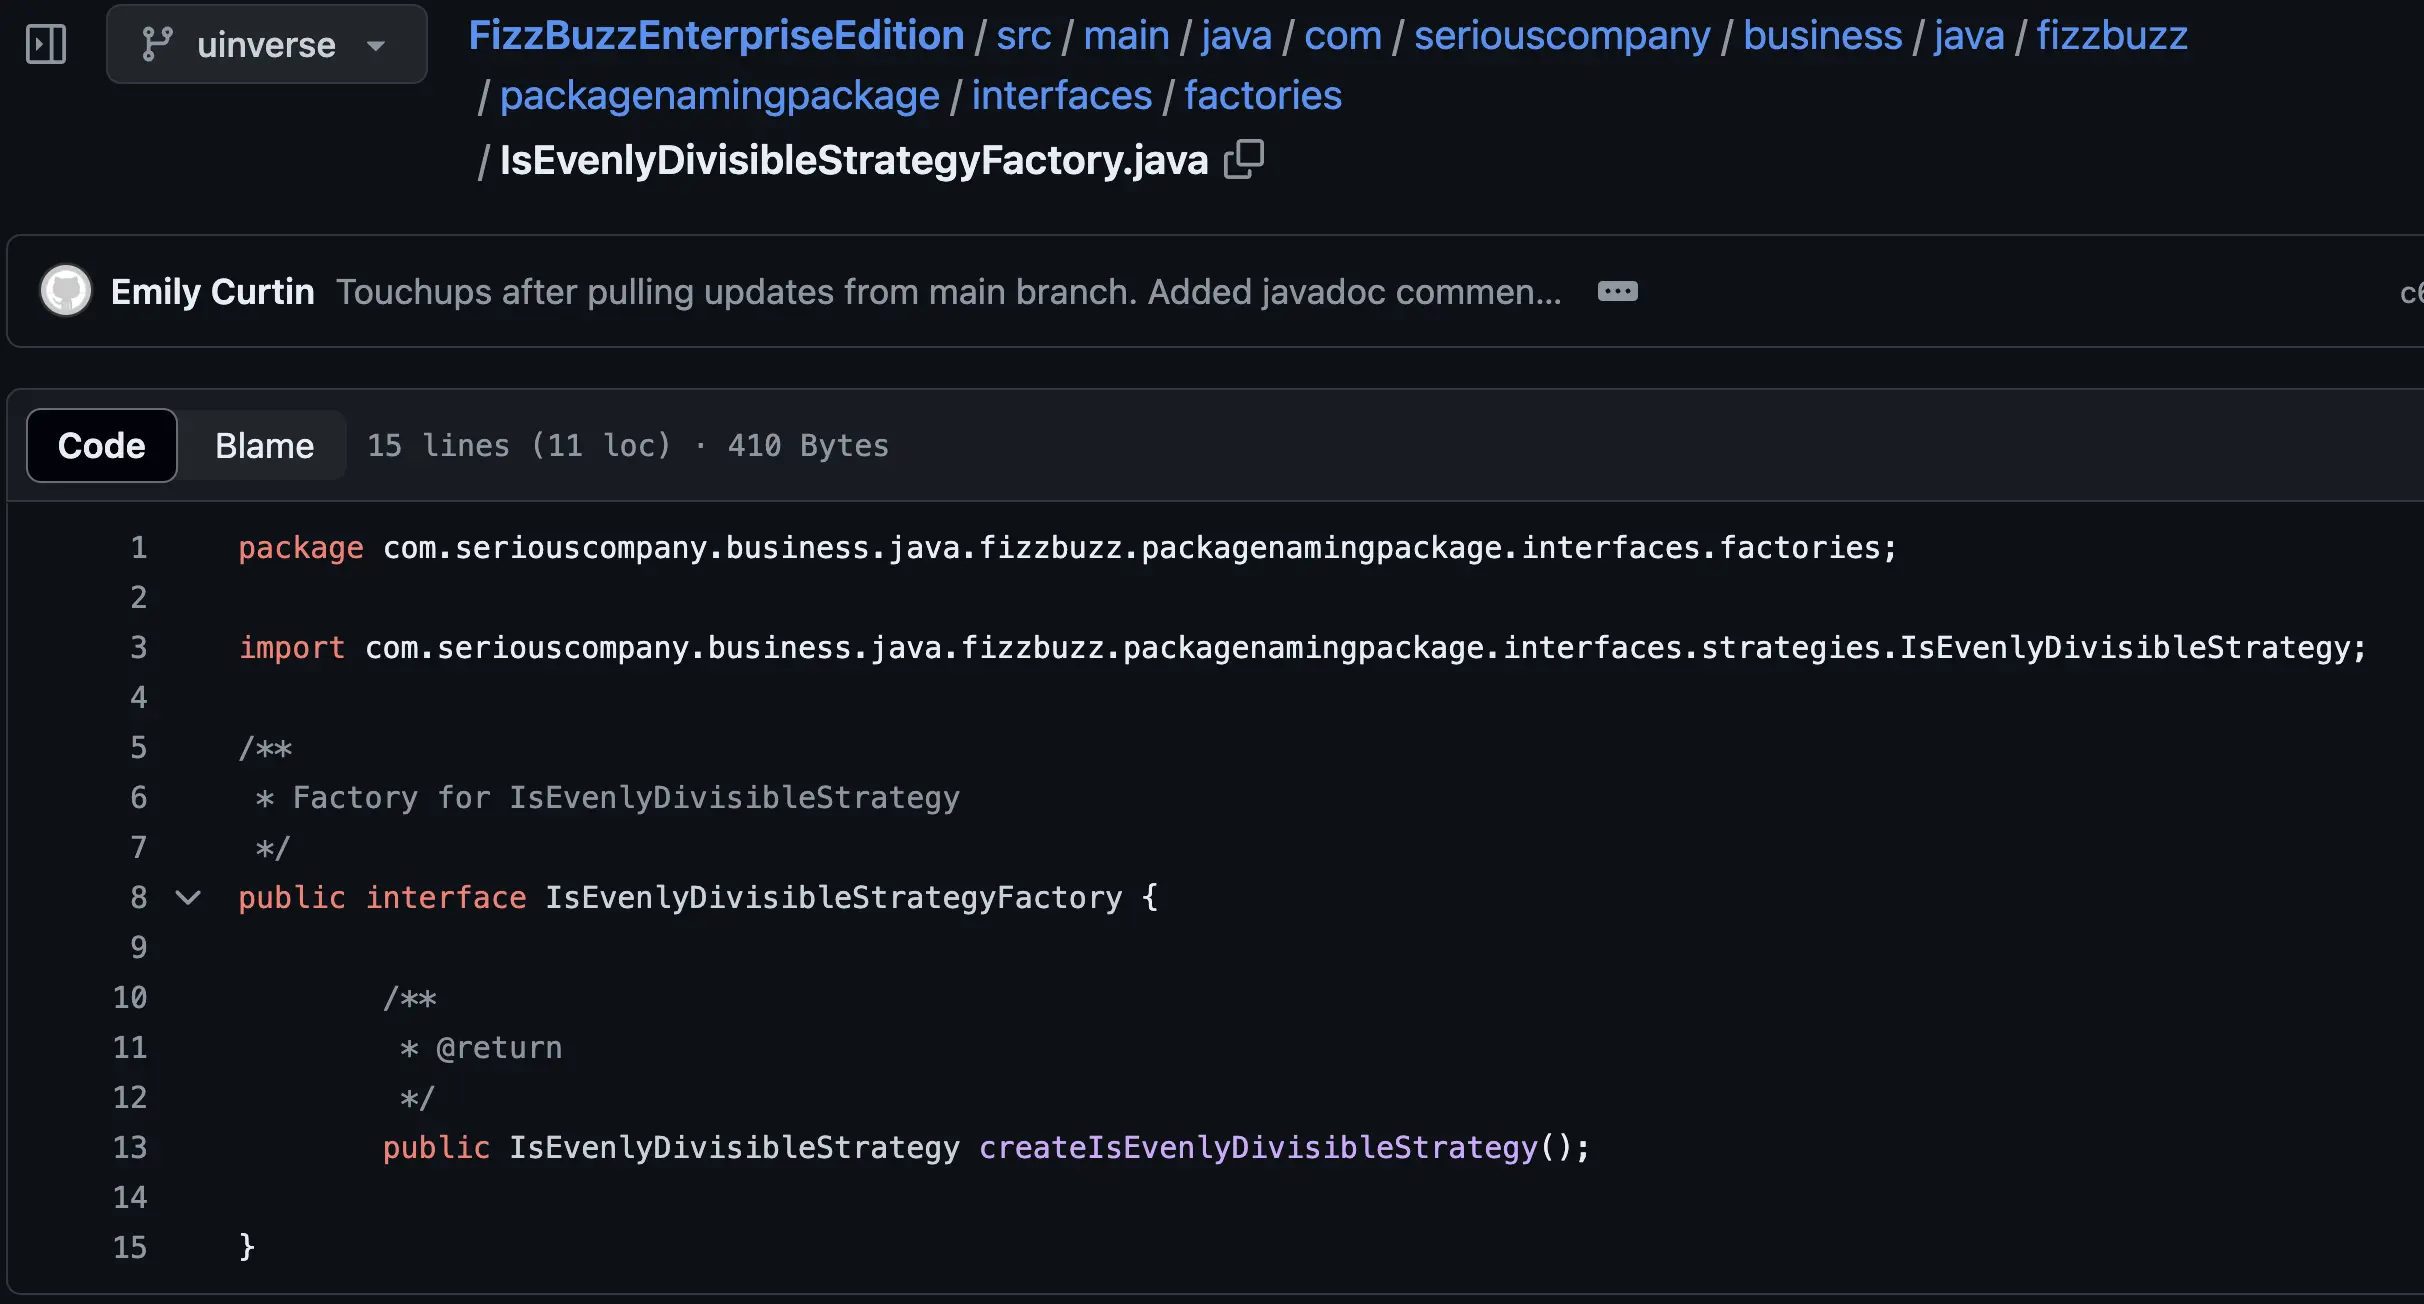 uinverse
FizzBuzzEnterpriseEdition / src / main / java / com / seriouscompany / business / java / fizzbuzz
/ packagenamingpackage / interfaces / factories
/ IsEvenlyDivisibleStrategyFactory.java
Emily Curtin Touchups after pulling updates from main branch. Added javadoc commen... c6
Code Blame 15 lines (11 loc) · 410 Bytes
1 package com.seriouscompany.business.java.fizzbuzz.packagenamingpackage.interfaces.factories;
2
3 import com.seriouscompany.business.java.fizzbuzz.packagenamingpackage.interfaces.strategies.IsEvenlyDivisibleStrategy;
4
5 /**
6  * Factory for IsEvenlyDivisibleStrategy
7  */
8 public interface IsEvenlyDivisibleStrategyFactory {
9
10         /**
11          * @return
12          */
13         public IsEvenlyDivisibleStrategy createIsEvenlyDivisibleStrategy();
14
15 }